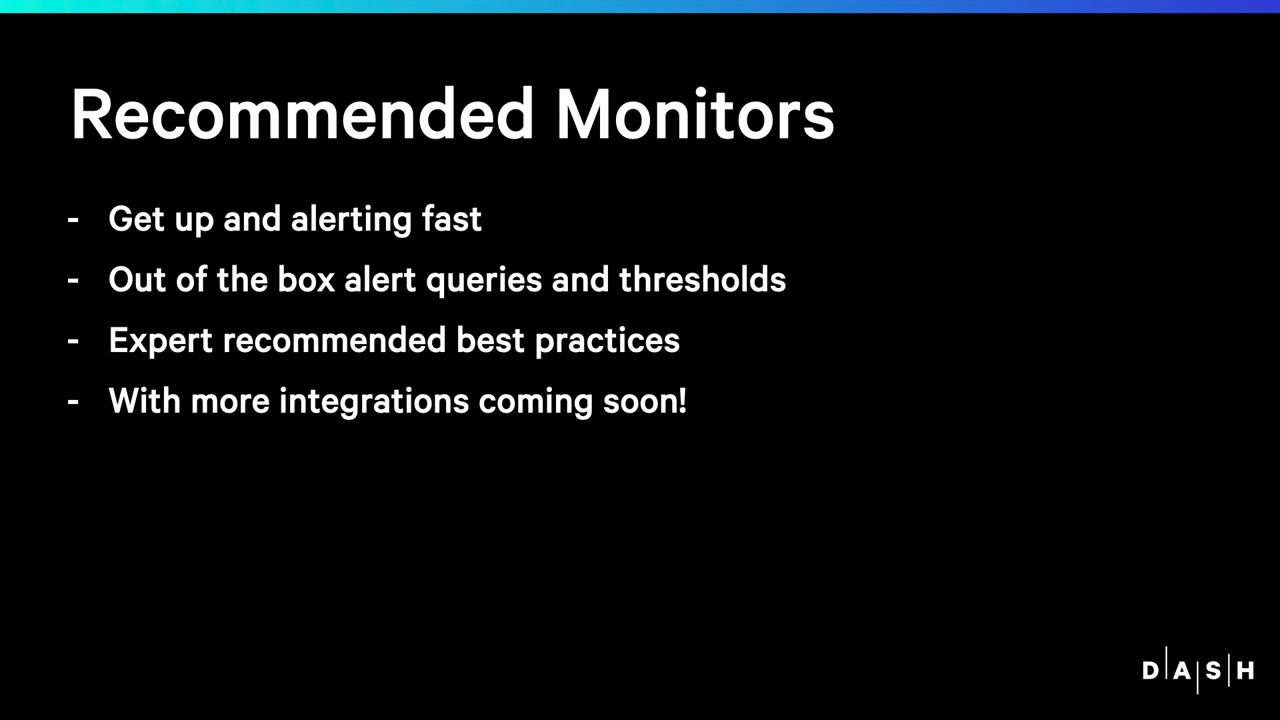 Recommended Monitors
- Get up and alerting fast
- Out of the box alert queries and thresholds
- Expert recommended best practices
- With more integrations coming soon!
D|A|S|H